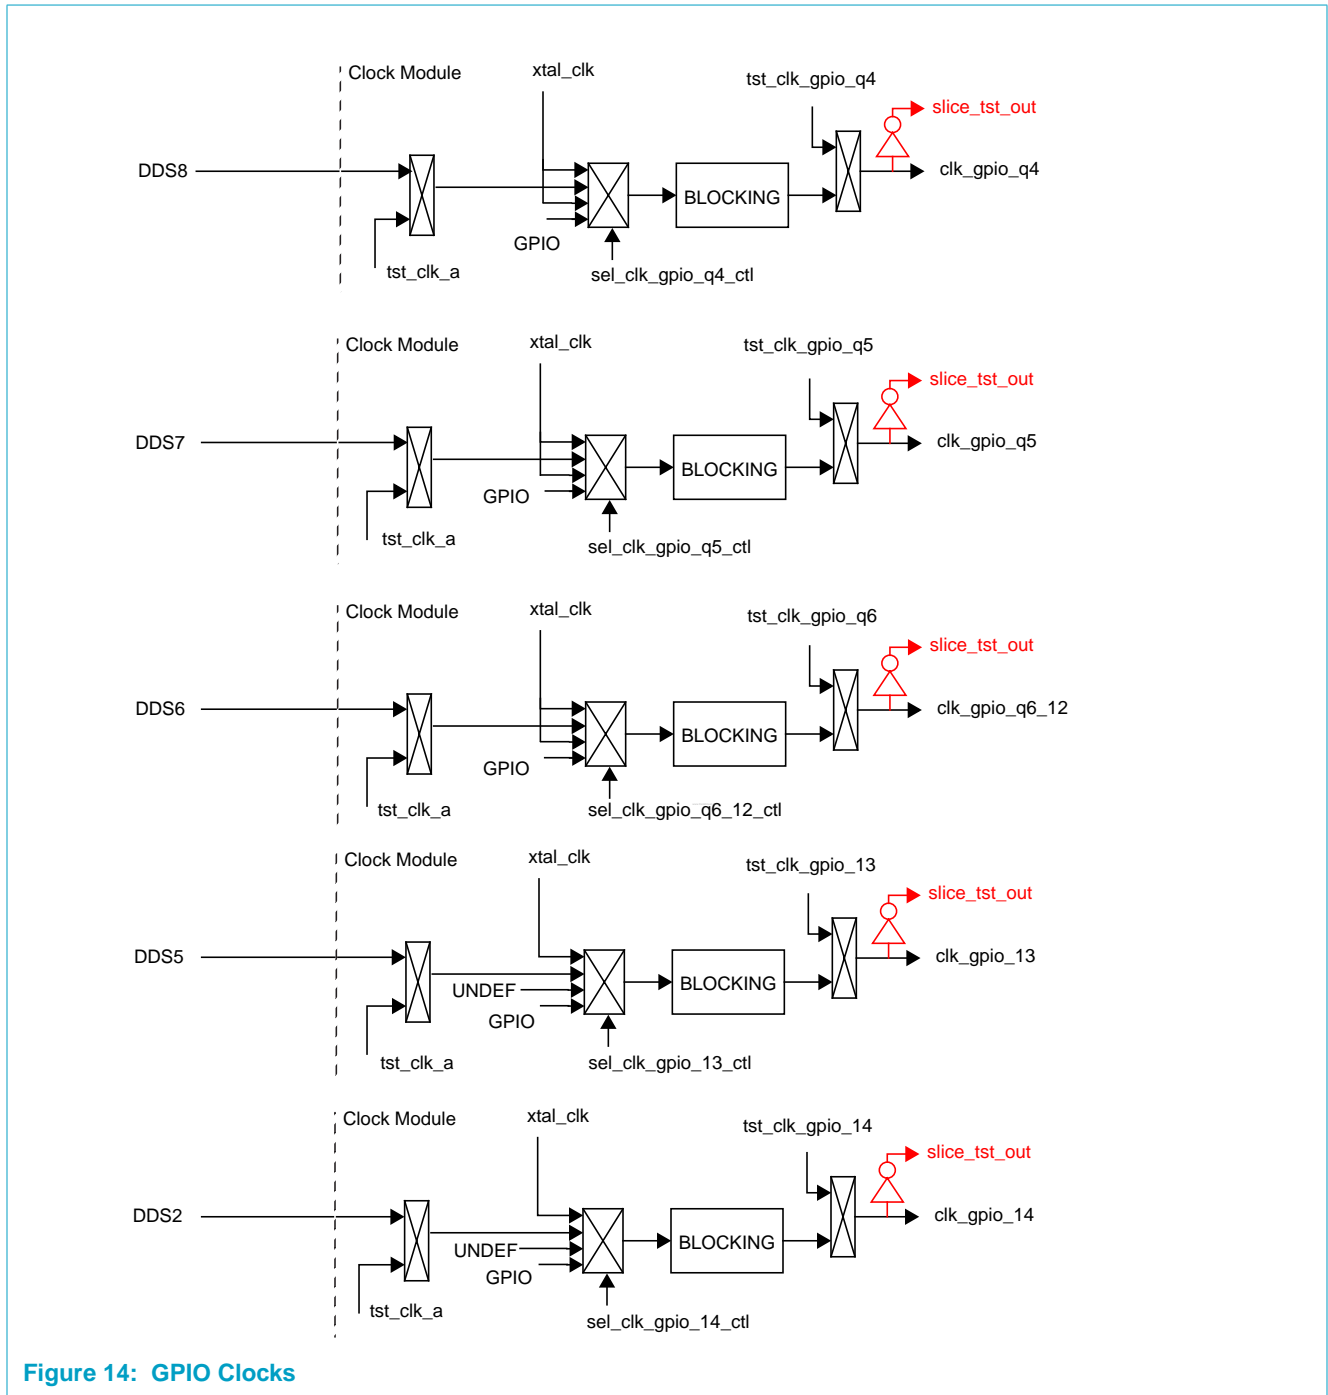 Clock Module
xtal_clk
tst_clk_gpio_q4
slice_tst_out
DDS8
clk_gpio_q4
BLOCKING
GPIO
tst_clk_a
sel_clk_gpio_q4_ctl
Clock Module
xtal_clk
tst_clk_gpio_q5
slice_tst_out
DDS7
clk_gpio_q5
BLOCKING
GPIO
tst_clk_a
sel_clk_gpio_q5_ctl
Clock Module
xtal_clk
tst_clk_gpio_q6
slice_tst_out
DDS6
clk_gpio_q6_12
BLOCKING
GPIO
tst_clk_a
sel_clk_gpio_q6_12_ctl
Clock Module
xtal_clk
tst_clk_gpio_13
slice_tst_out
DDS5
clk_gpio_13
BLOCKING
UNDEF
GPIO
tst_clk_a
sel_clk_gpio_13_ctl
Clock Module
xtal_clk
tst_clk_gpio_14
slice_tst_out
DDS2
clk_gpio_14
BLOCKING
UNDEF
GPIO
tst_clk_a
sel_clk_gpio_14_ctl
Figure 14: GPIO Clocks